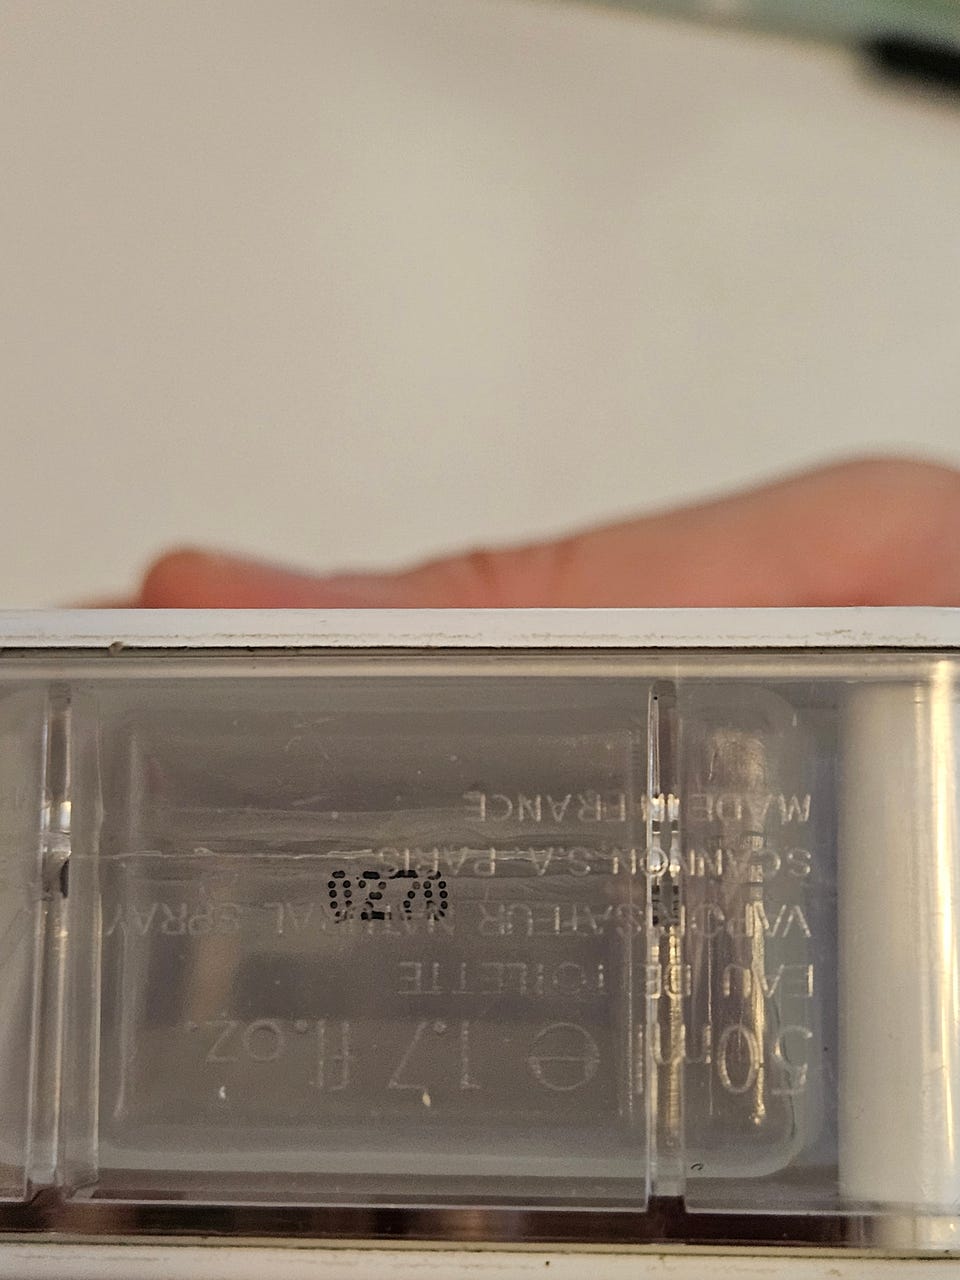 50ml e 1.7 fl.oz.
EAU DE TOILETTE
VAPORISATEUR NATURAL SPRAY
SCANNON S.A. PARIS
MADE IN FRANCE